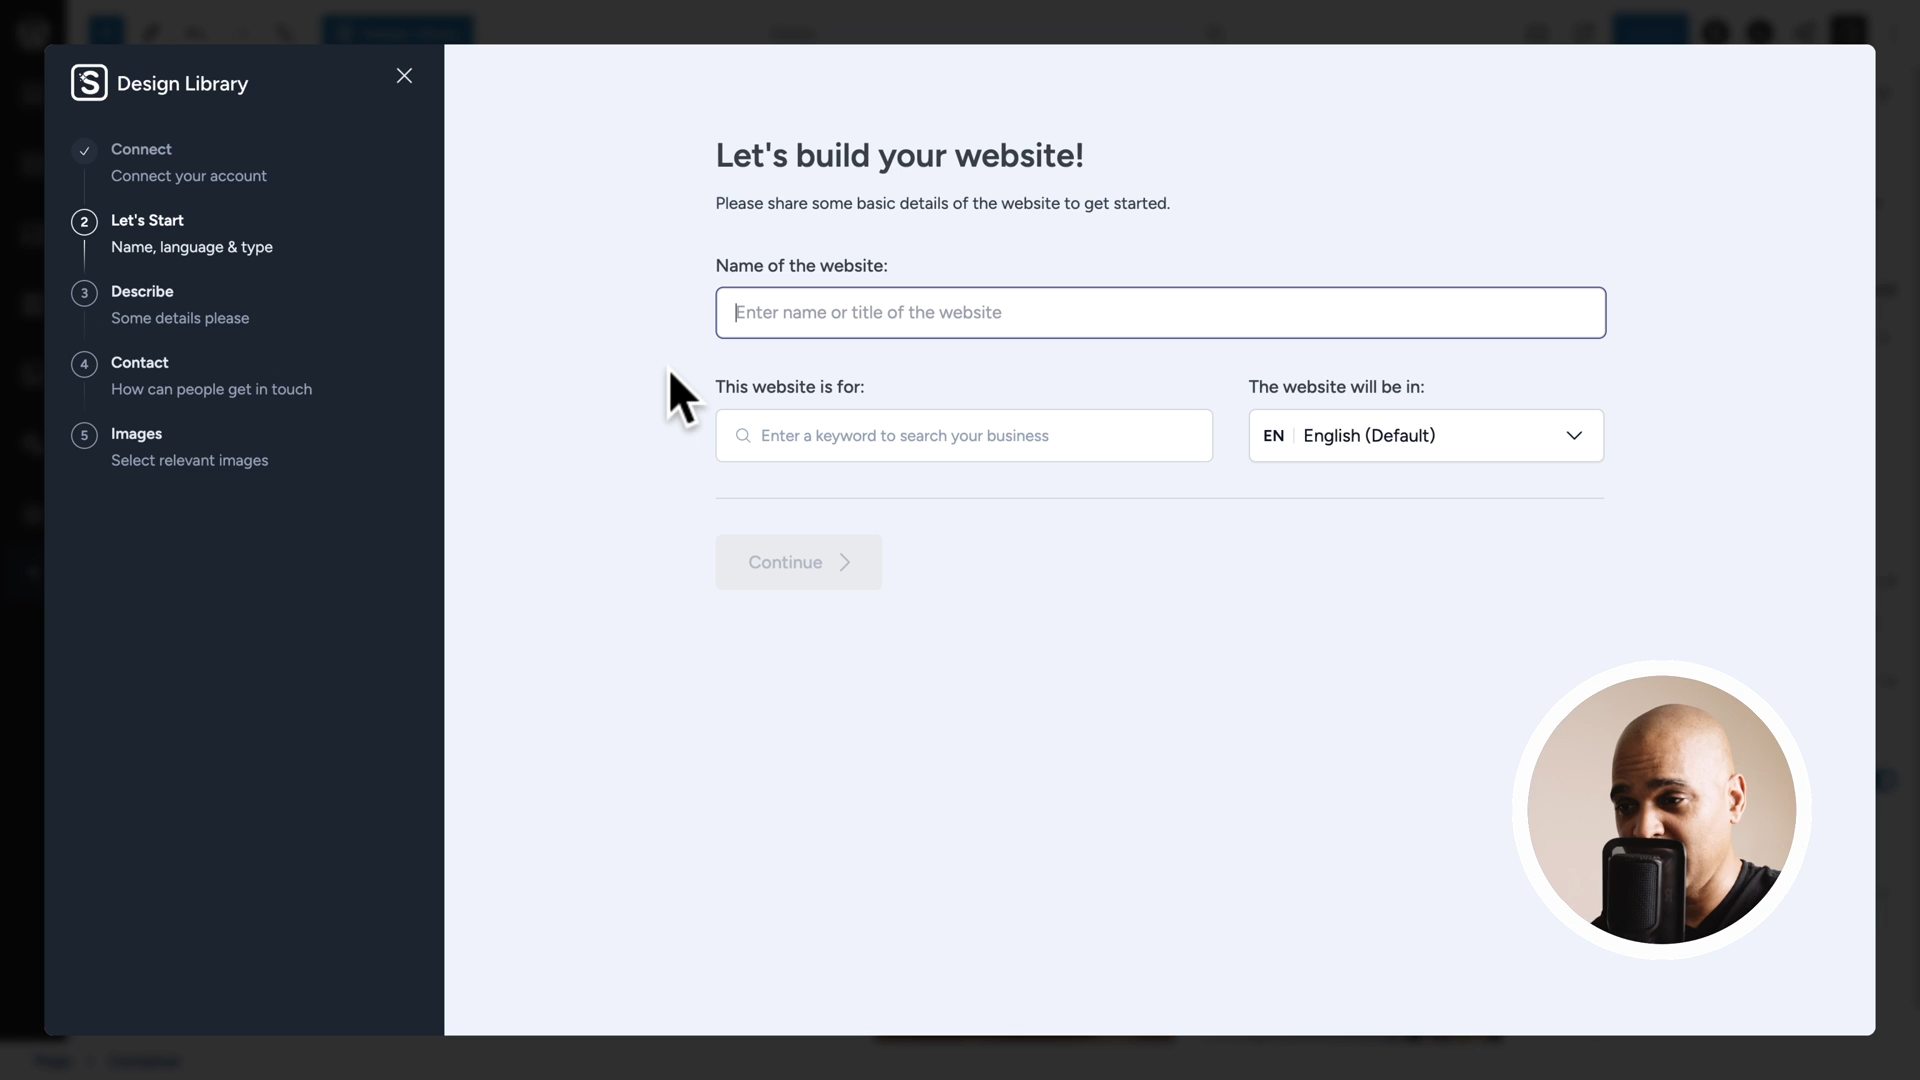 Design Library
Connect
Connect your account
2
Let's Start
Name, language & type
3
Describe
Some details please
4
Contact
How can people get in touch
5
Images
Select relevant images
Let's build your website!
Please share some basic details of the website to get started.
Name of the website:
Enter name or title of the website
This website is for:
The website will be in:
Enter a keyword to search your business
EN
English (Default)
Continue